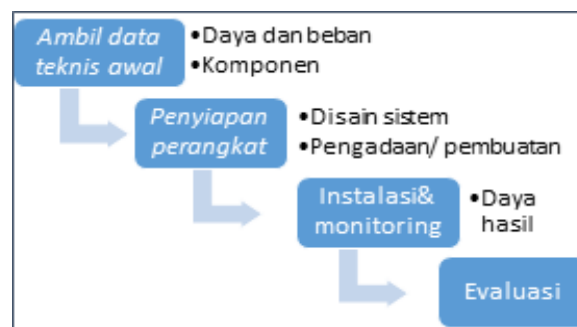 Ambil data
teknis awal
•Daya dan beban
•Komponen
Penyiapan
perangkat
•Disain sistem
•Pengadaan/ pembuatan
Instalasi&
monitoring
•Daya
hasil
Evaluasi